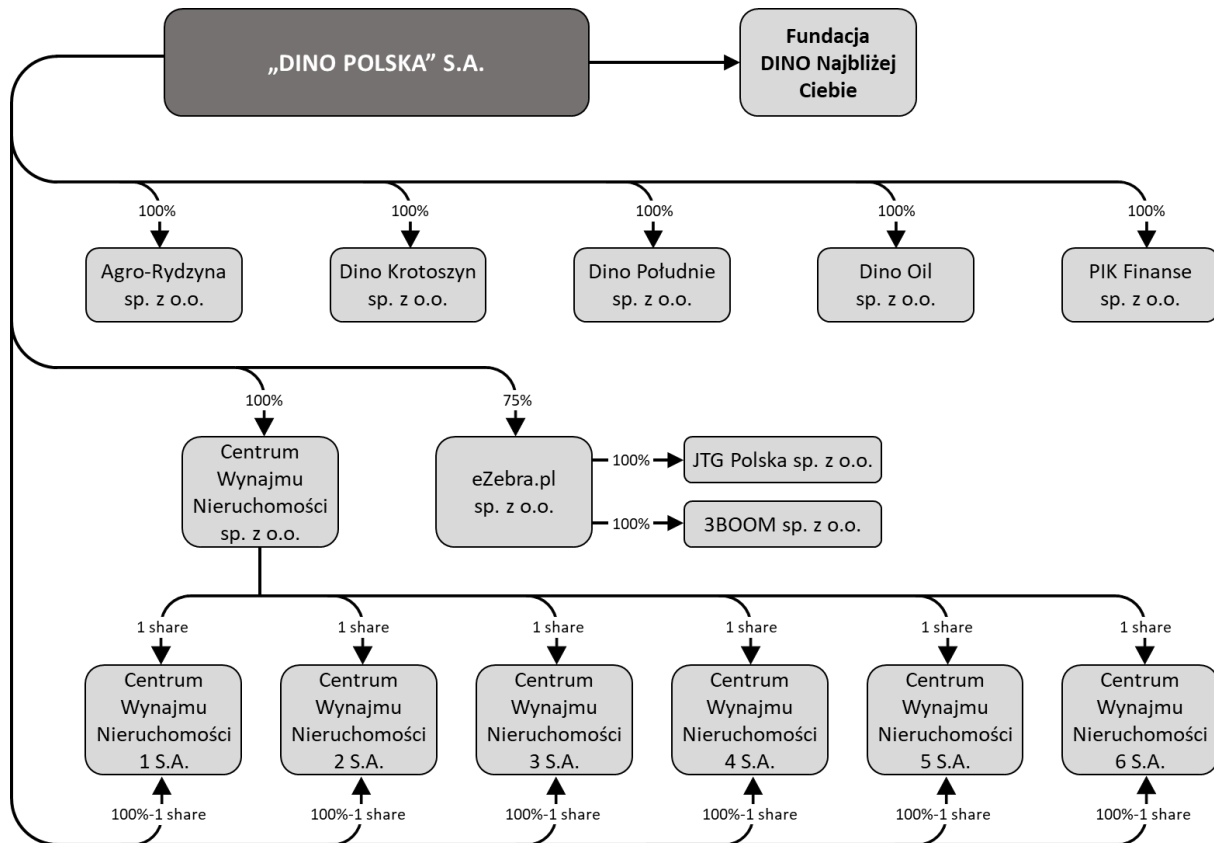 „DINO POLSKA” S.A.
Fundacja
DINO Najbliżej
Ciebie
100%
100%
100%
100%
100%
Agro-Rydzyna
sp. z o.o.
Dino Krotoszyn
sp. z o.o.
Dino Południe
sp. z o.o.
Dino Oil
sp. z o.o.
PIK Finanse
sp. z o.o.
100%
75%
Centrum
Wynajmu
Nieruchomości
sp. z o.o.
eZebra.pl
sp. z o.o.
100%
JTG Polska sp. z o.o.
100%
3BOOM sp. z o.o.
1 share
1 share
1 share
1 share
1 share
1 share
Centrum
Wynajmu
Nieruchomości
1 S.A.
Centrum
Wynajmu
Nieruchomości
2 S.A.
Centrum
Wynajmu
Nieruchomości
3 S.A.
Centrum
Wynajmu
Nieruchomości
4 S.A.
Centrum
Wynajmu
Nieruchomości
5 S.A.
Centrum
Wynajmu
Nieruchomości
6 S.A.
100%-1 share
100%-1 share
100%-1 share
100%-1 share
100%-1 share
100%-1 share